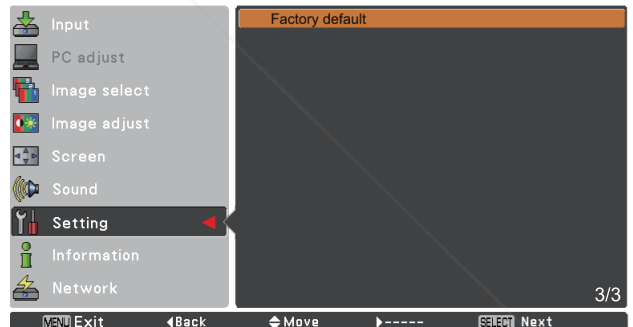 Input
PC adjust
Image select
Image adjust
Screen
Sound
Setting
Information
Network
Factory default
3/3
MENU Exit ◀Back ◆Move ▶----- SELECT Next